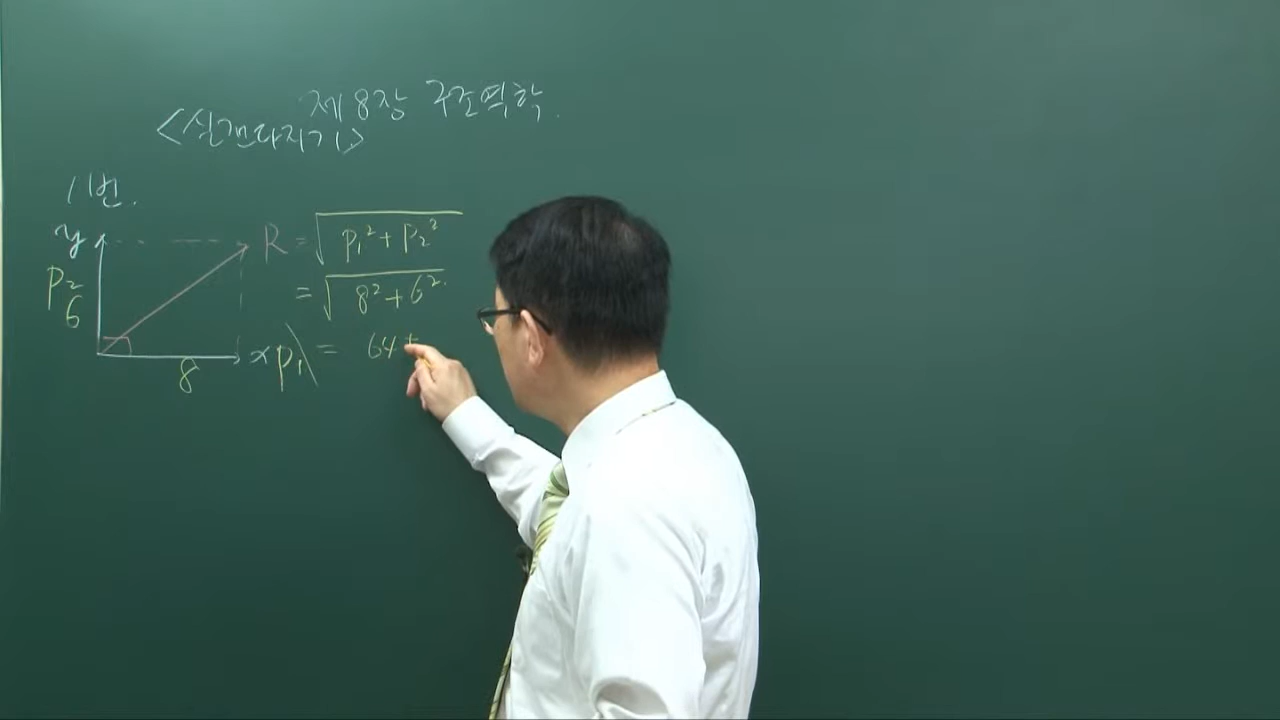 제 8장 구조역학.
<실력다지기>
11번.
y
P₂
6
8
x P₁
R = √(P₁² + P₂²)
= √(8² + 6²)
= 64 +